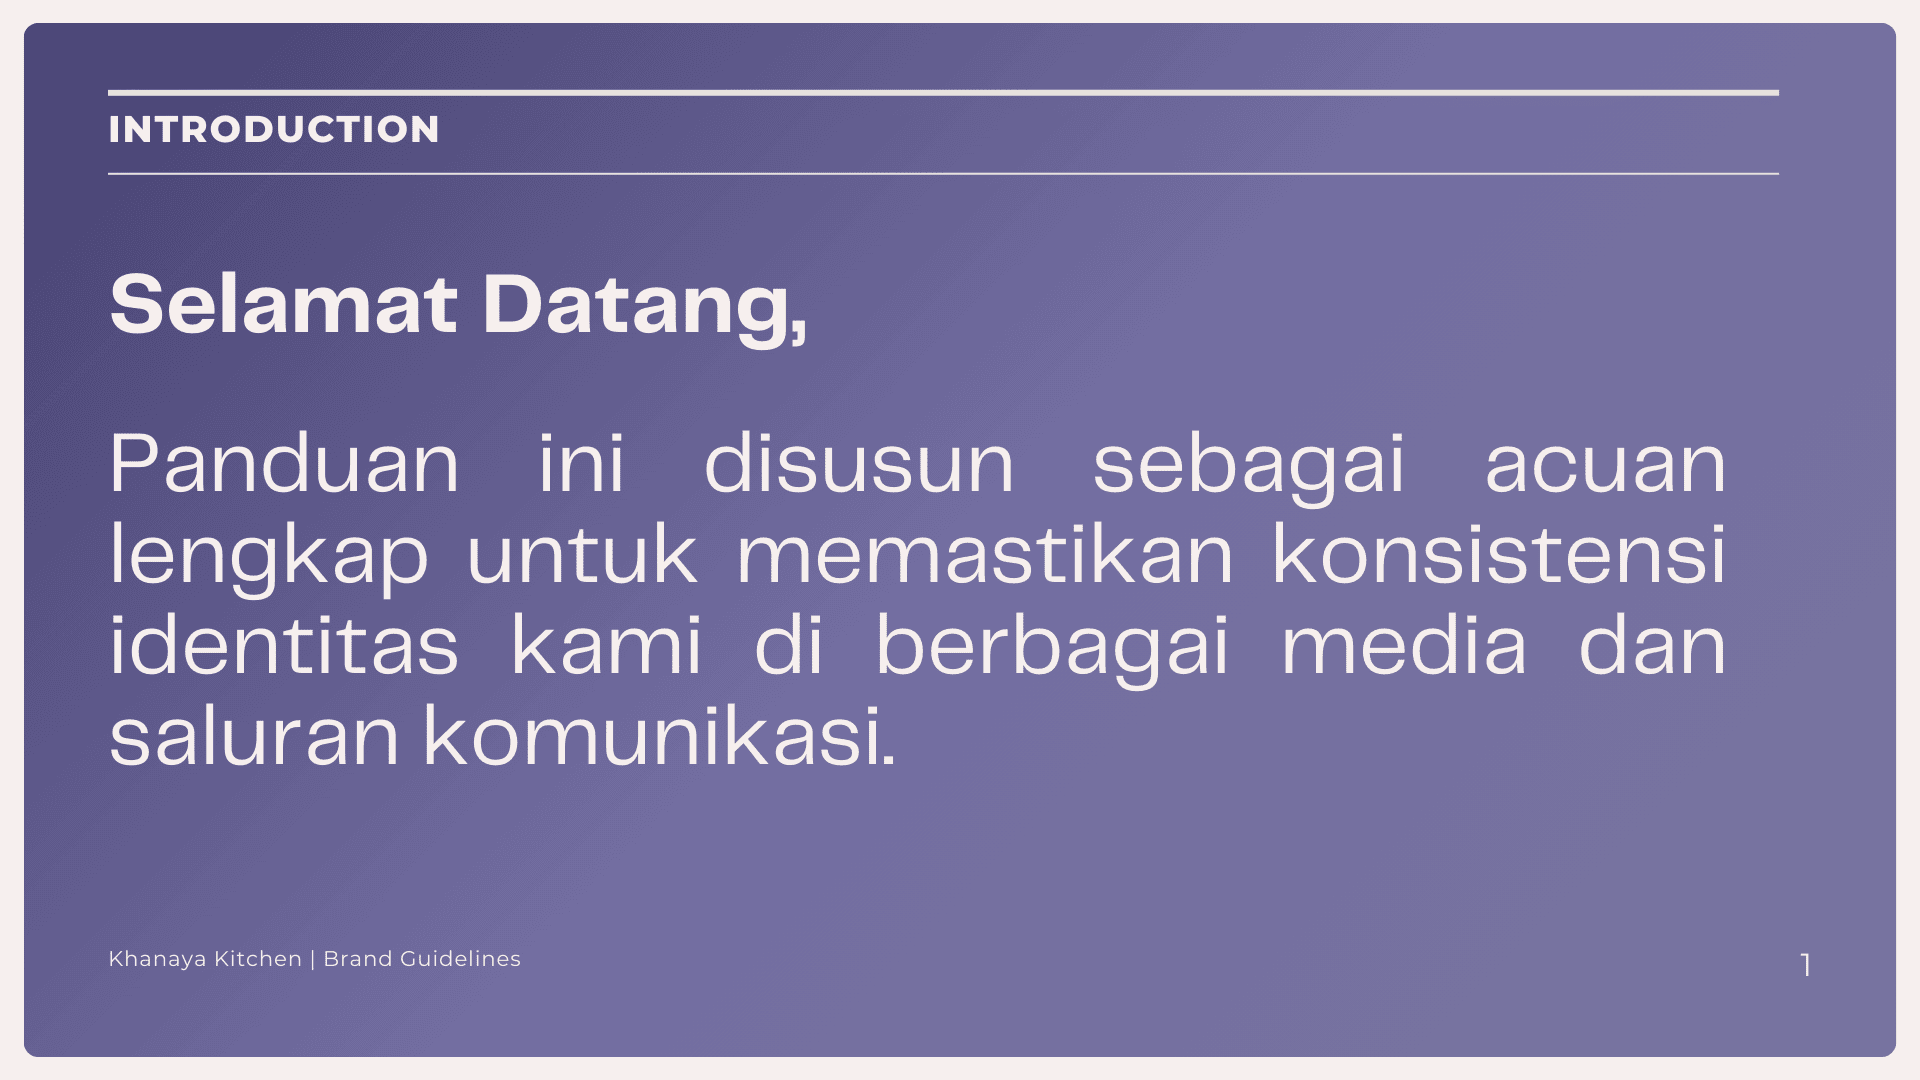 INTRODUCTION
Selamat Datang,
Panduan ini disusun sebagai acuan
lengkap untuk memastikan konsistensi
identitas kami di berbagai media dan
saluran komunikasi.
Khanaya Kitchen | Brand Guidelines
1